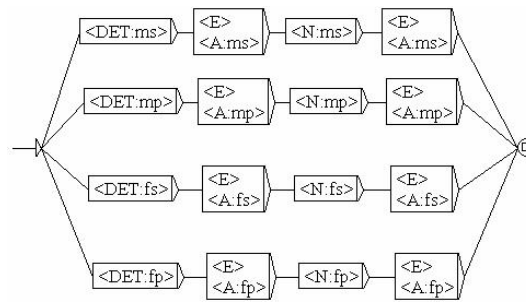 <DET:ms> <E> <N:ms> <E>
<A:ms> <A:ms>
<DET:mp> <E> <N:mp> <E>
<A:mp> <A:mp>
<DET:fs> <E> <N:fs> <E>
<A:fs> <A:fs>
<DET:fp> <E> <N:fp> <E>
<A:fp> <A:fp>